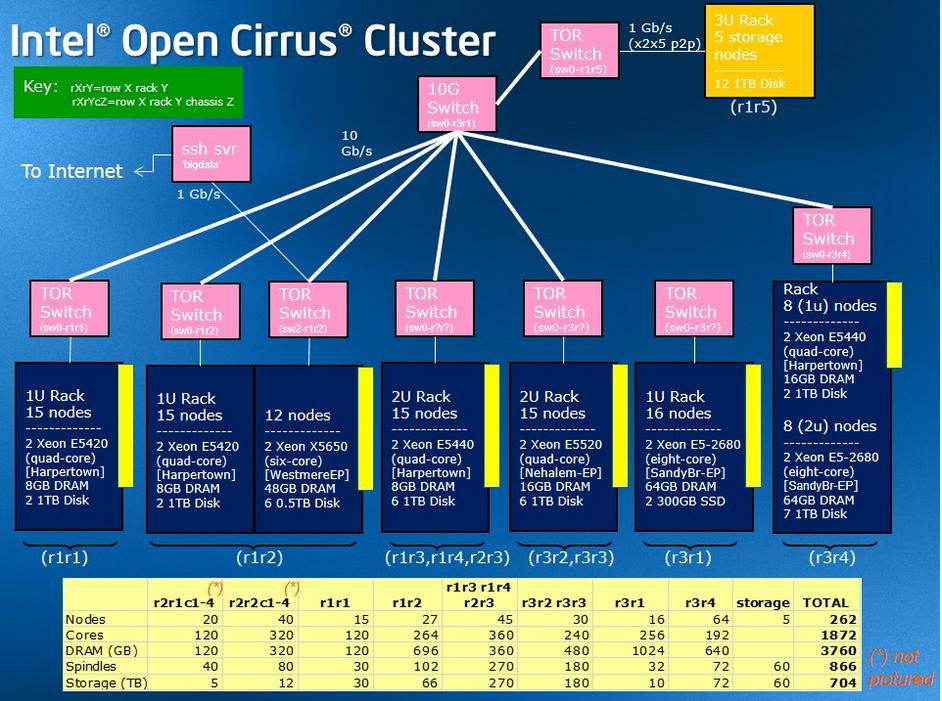 Intel® Open Cirrus® Cluster
Key: rXrY=row X rack Y
rXrYcZ=row X rack Y chassis Z
TOR
Switch
(sw0-r1r5)
1 Gb/s
(x2x5 p2p)
3U Rack
5 storage
nodes
-------------
12 1TB Disk
(r1r5)
10G
Switch
(sw0-r3r1)
10
Gb/s
ssh svr
'bigdata'
To Internet
1 Gb/s
TOR
Switch
(sw0-r3r4)
TOR
Switch
(sw0-r1r1)
TOR
Switch
(sw0-r1r2)
TOR
Switch
(sw2-r1r2)
TOR
Switch
(sw0-r?r?)
TOR
Switch
(sw0-r3r?)
TOR
Switch
(sw0-r3r?)
1U Rack
15 nodes
-------------
2 Xeon E5420
(quad-core)
[Harpertown]
8GB DRAM
2 1TB Disk
(r1r1)
1U Rack
15 nodes
-------------
2 Xeon E5420
(quad-core)
[Harpertown]
8GB DRAM
2 1TB Disk
12 nodes
-------------
2 Xeon X5650
(six-core)
[WestmereEP]
48GB DRAM
6 0.5TB Disk
(r1r2)
2U Rack
15 nodes
-------------
2 Xeon E5440
(quad-core)
[Harpertown]
8GB DRAM
6 1TB Disk
(r1r3,r1r4,r2r3)
2U Rack
15 nodes
-------------
2 Xeon E5520
(quad-core)
[Nehalem-EP]
16GB DRAM
6 1TB Disk
(r3r2,r3r3)
1U Rack
16 nodes
-------------
2 Xeon E5-2680
(eight-core)
[SandyBr-EP]
64GB DRAM
2 300GB SSD
(r3r1)
Rack
8 (1u) nodes
-------------
2 Xeon E5440
(quad-core)
[Harpertown]
16GB DRAM
2 1TB Disk
8 (2u) nodes
-------------
2 Xeon E5-2680
(eight-core)
[SandyBr-EP]
64GB DRAM
7 1TB Disk
(r3r4)
(*) (*) r1r3 r1r4
r2r1c1-4 r2r2c1-4 r1r1 r1r2 r2r3 r3r2 r3r3 r3r1 r3r4 storage TOTAL
Nodes 20 40 15 27 45 30 16 64 5 262
Cores 120 320 120 264 360 240 256 192 1872
DRAM (GB) 120 320 120 696 360 480 1024 640 3760
Spindles 40 80 30 102 270 180 32 72 60 866
Storage (TB) 5 12 30 66 270 180 10 72 60 704
(*) not
pictured